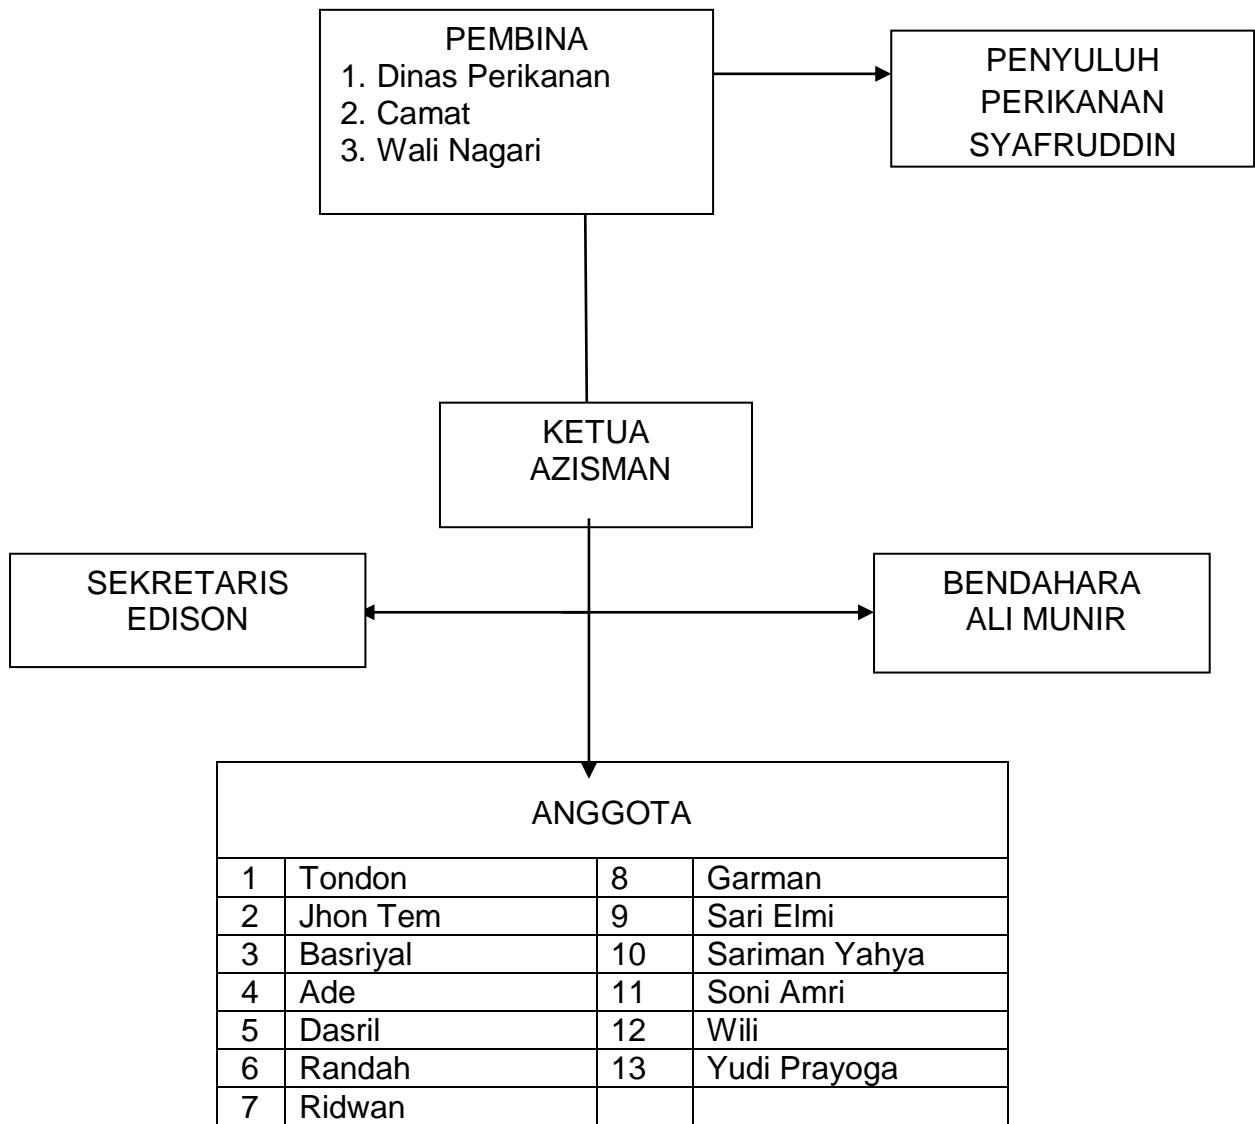 PEMBINA
1. Dinas Perikanan
2. Camat
3. Wali Nagari
PENYULUH
PERIKANAN
SYAFRUDDIN
KETUA
AZISMAN
SEKRETARIS
EDISON
BENDAHARA
ALI MUNIR
ANGGOTA
1 Tondon 8 Garman
2 Jhon Tem 9 Sari Elmi
3 Basriyal 10 Sariman Yahya
4 Ade 11 Soni Amri
5 Dasril 12 Wili
6 Randah 13 Yudi Prayoga
7 Ridwan